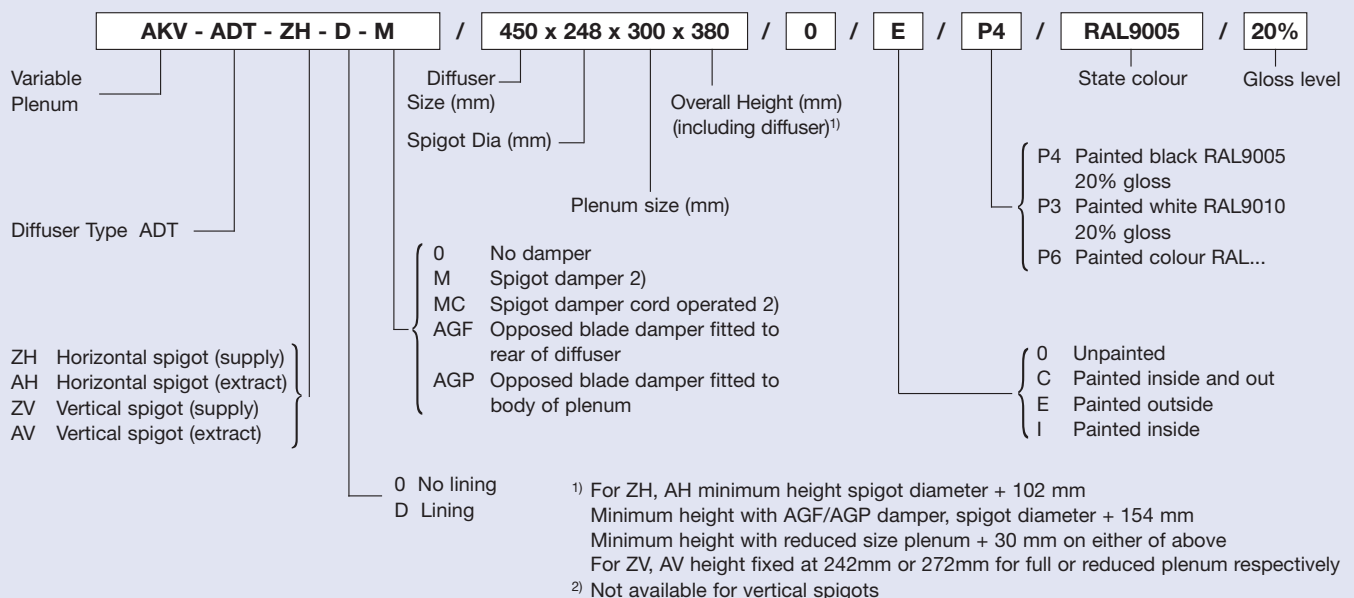 AKV - ADT - ZH - D - M / 450 x 248 x 300 x 380 / 0 / E / P4 / RAL9005 / 20%
Variable
Plenum
Diffuser
Size (mm)
Spigot Dia (mm)
Overall Height (mm)
(including diffuser)1)
State colour
Gloss level
Plenum size (mm)
Diffuser Type ADT
P4 Painted black RAL9005
20% gloss
P3 Painted white RAL9010
20% gloss
P6 Painted colour RAL...
0 No damper
M Spigot damper 2)
MC Spigot damper cord operated 2)
AGF Opposed blade damper fitted to
rear of diffuser
AGP Opposed blade damper fitted to
body of plenum
ZH Horizontal spigot (supply)
AH Horizontal spigot (extract)
ZV Vertical spigot (supply)
AV Vertical spigot (extract)
0 Unpainted
C Painted inside and out
E Painted outside
I Painted inside
0 No lining
D Lining
1) For ZH, AH minimum height spigot diameter + 102 mm
Minimum height with AGF/AGP damper, spigot diameter + 154 mm
Minimum height with reduced size plenum + 30 mm on either of above
For ZV, AV height fixed at 242mm or 272mm for full or reduced plenum respectively
2) Not available for vertical spigots